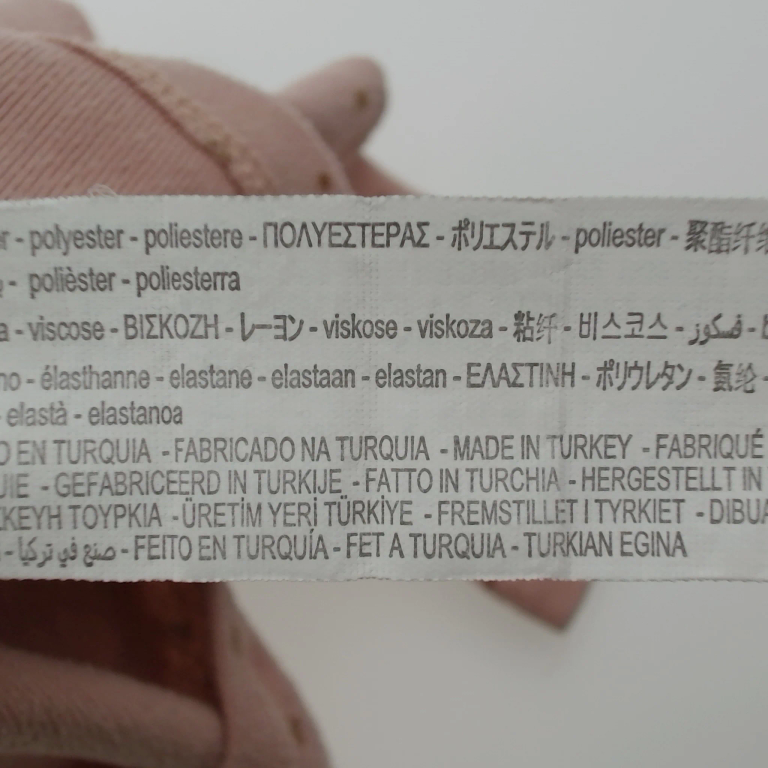 - polyester - poliestere - ΠΟΛΥΕΣΤΕΡΑΣ - ポリエステル - poliester - 聚酯纤
- polièster - poliesterra
- viscose - ΒΙΣΚΟΖΗ - レーヨン - viskose - viskoza - 粘纤 - 비스코스 - فسكوز -
- élasthanne - elastane - elastaan - elastan - ΕΛΑΣΤΙΝΗ - ポリウレタン - 氨纶 -
- elastà - elastanoa
EN TURQUIA - FABRICADO NA TURQUIA - MADE IN TURKEY - FABRIQUÉ
- GEFABRICEERD IN TURKIJE - FATTO IN TURCHIA - HERGESTELLT IN
ΤΟΥΡΚΙΑ - ÜRETİM YERİ TÜRKİYE - FREMSTILLET I TYRKIET -
- صنع في تركيا - FEITO EN TURQUÍA - FET A TURQUIA - TURKIAN EGINA